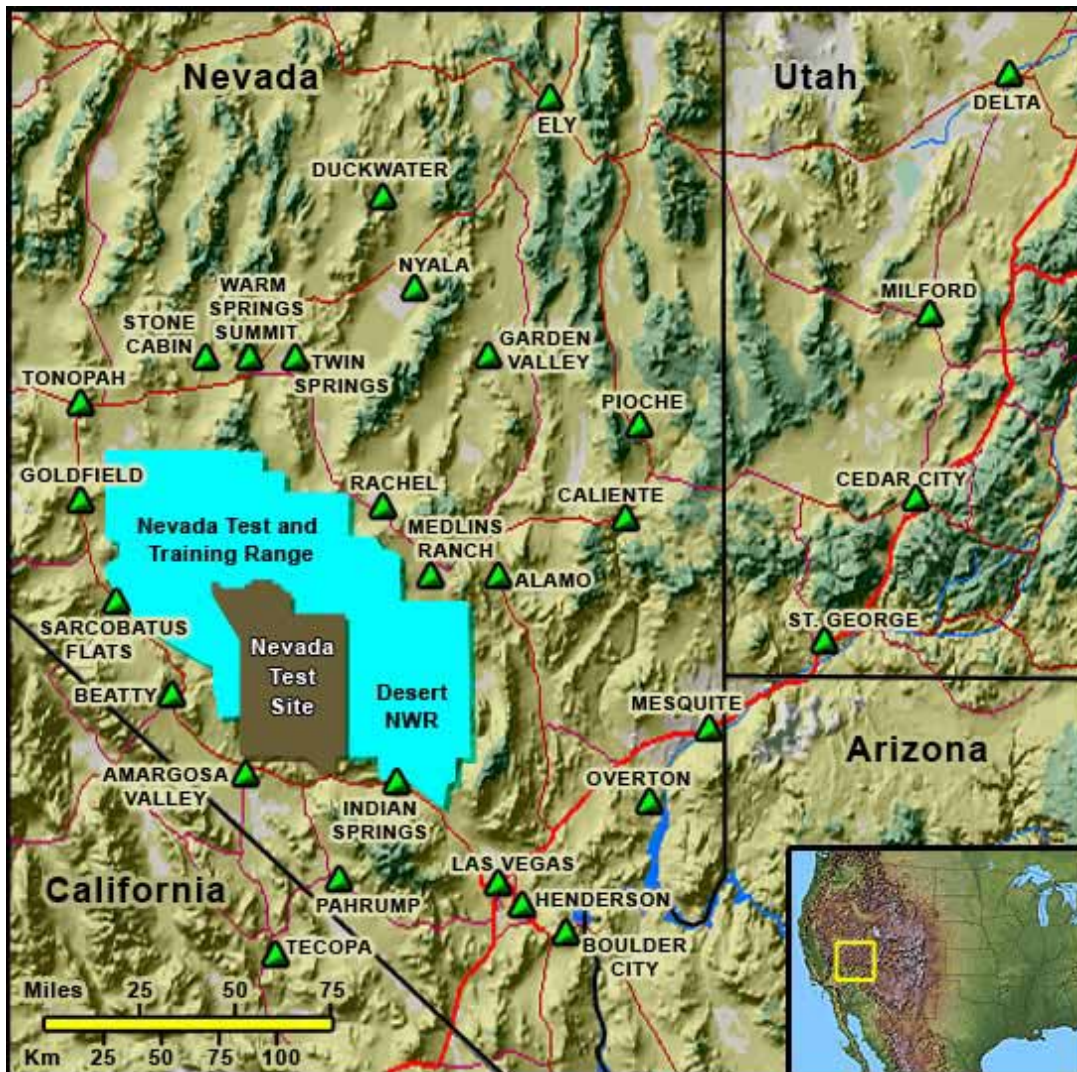 Nevada
Utah
DELTA
ELY
DUCKWATER
NYALA
WARM
SPRINGS
SUMMIT
STONE
CABIN
TWIN
SPRINGS
GARDEN
VALLEY
MILFORD
TONOPAH
PIOCHE
GOLDFIELD
RACHEL
CALIENTE
CEDAR CITY
Nevada Test and
Training Range
MEDLINS
RANCH
ALAMO
SARCOBATUS
FLATS
ST. GEORGE
Nevada
Test
Site
BEATTY
Desert
NWR
MESQUITE
Arizona
AMARGOSA
VALLEY
INDIAN
SPRINGS
OVERTON
California
LAS VEGAS
PAHRUMP
HENDERSON
TECOPA
BOULDER
CITY
Miles 25 50 75
Km 25 50 75 100